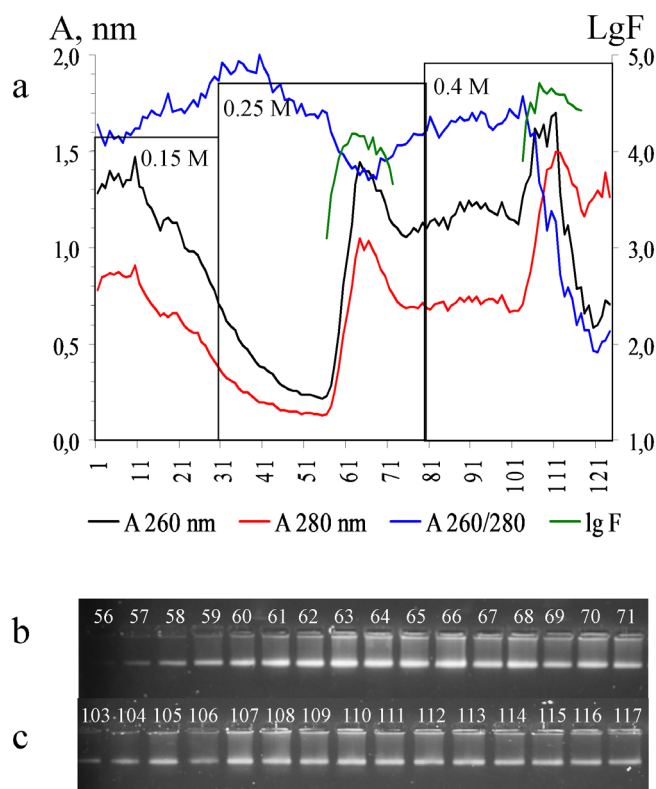 A, nm LgF
a
2,0 5,0
0.4 M
0.25 M
1,5 4,0
0.15 M
1,0 3,0
0,5 2,0
0,0 1,0
1 11 21 31 41 51 61 71 81 91 101 111 121
A 260 nm A 280 nm A 260/280 lg F
b
56 57 58 59 60 61 62 63 64 65 66 67 68 69 70 71
103 104 105 106 107 108 109 110 111 112 113 114 115 116 117
c